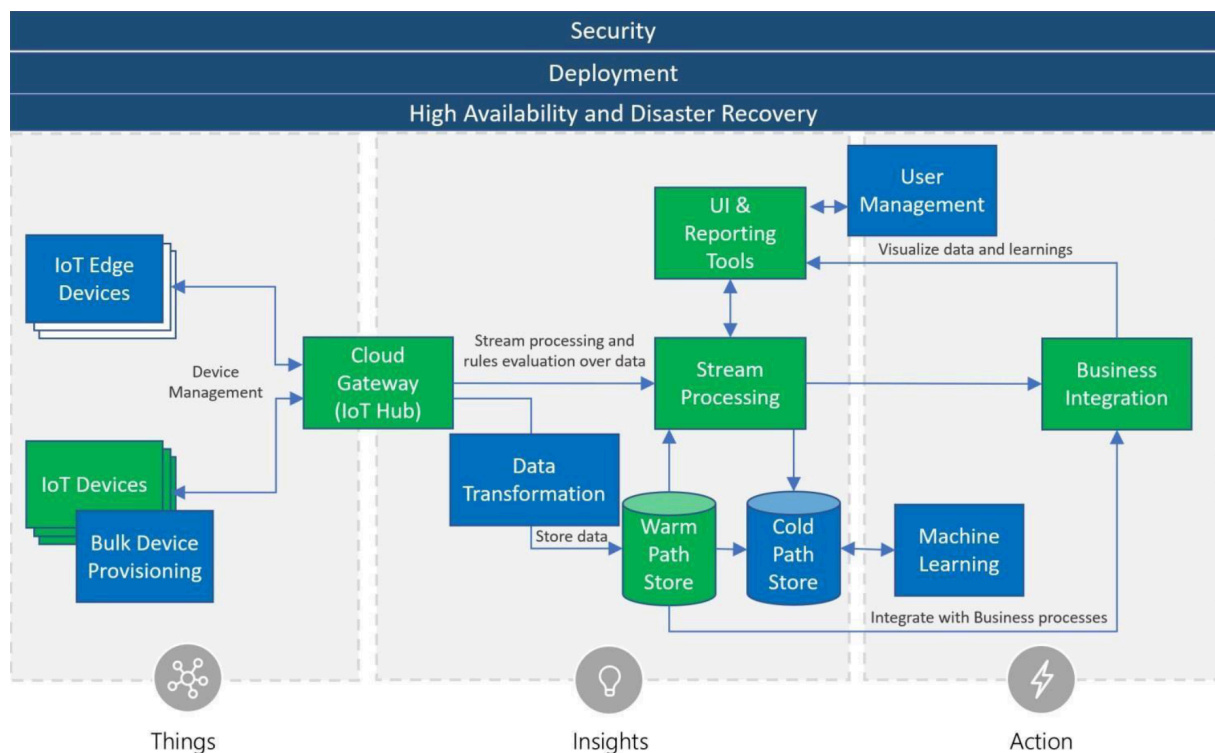 Security
Deployment
High Availability and Disaster Recovery
User
Management
UI &
Reporting
Tools
Visualize data and learnings
IoT Edge
Devices
Device
Management
Cloud
Gateway
(IoT Hub)
Stream processing and
rules evaluation over data
Stream
Processing
Business
Integration
IoT Devices
Bulk Device
Provisioning
Data
Transformation
Store data
Warm
Path
Store
Cold
Path
Store
Machine
Learning
Integrate with Business processes
Things
Insights
Action